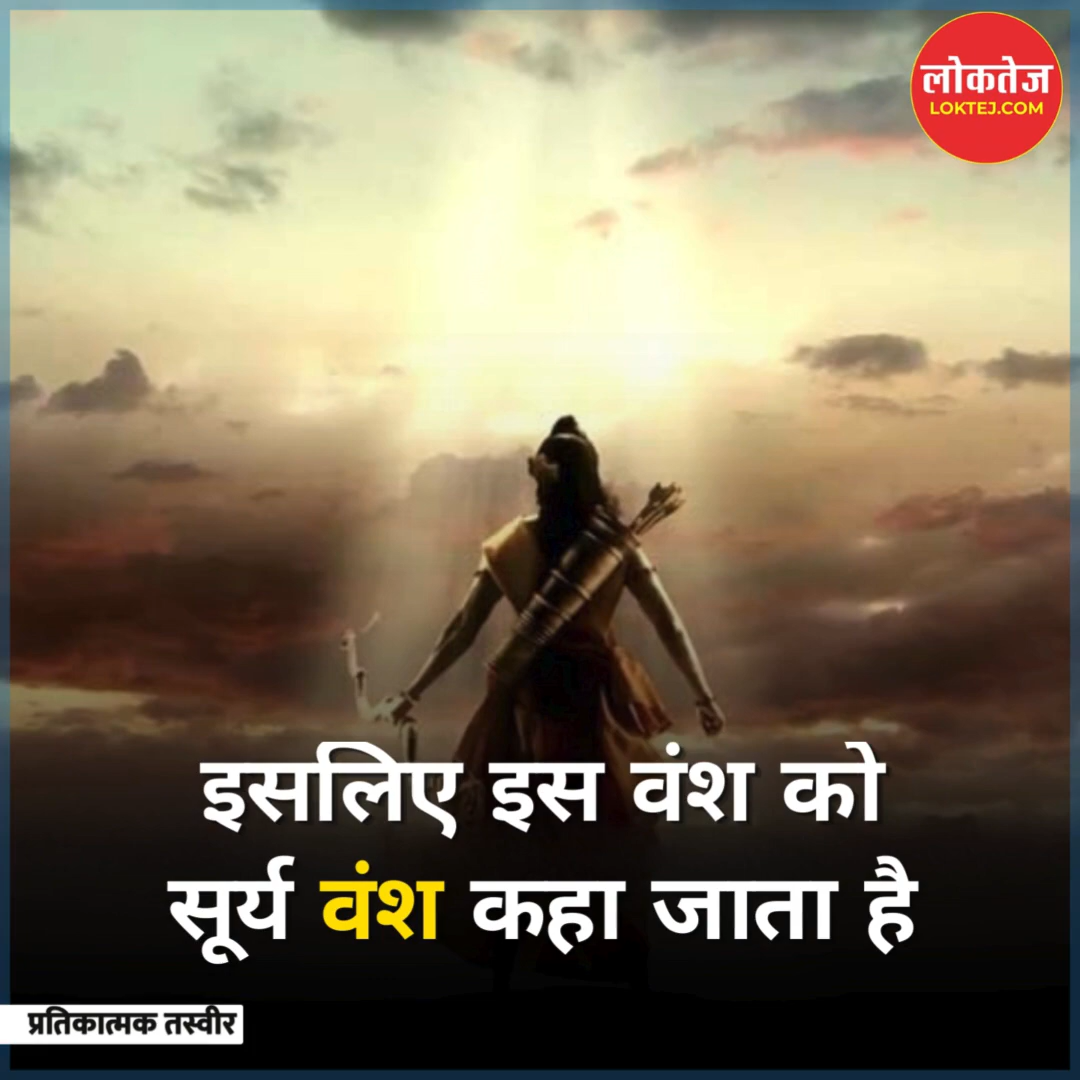 लोकतेज
LOKTEJ.COM
इसलिए इस वंश को
सूर्य वंश कहा जाता है
प्रतिकात्मक तस्वीर